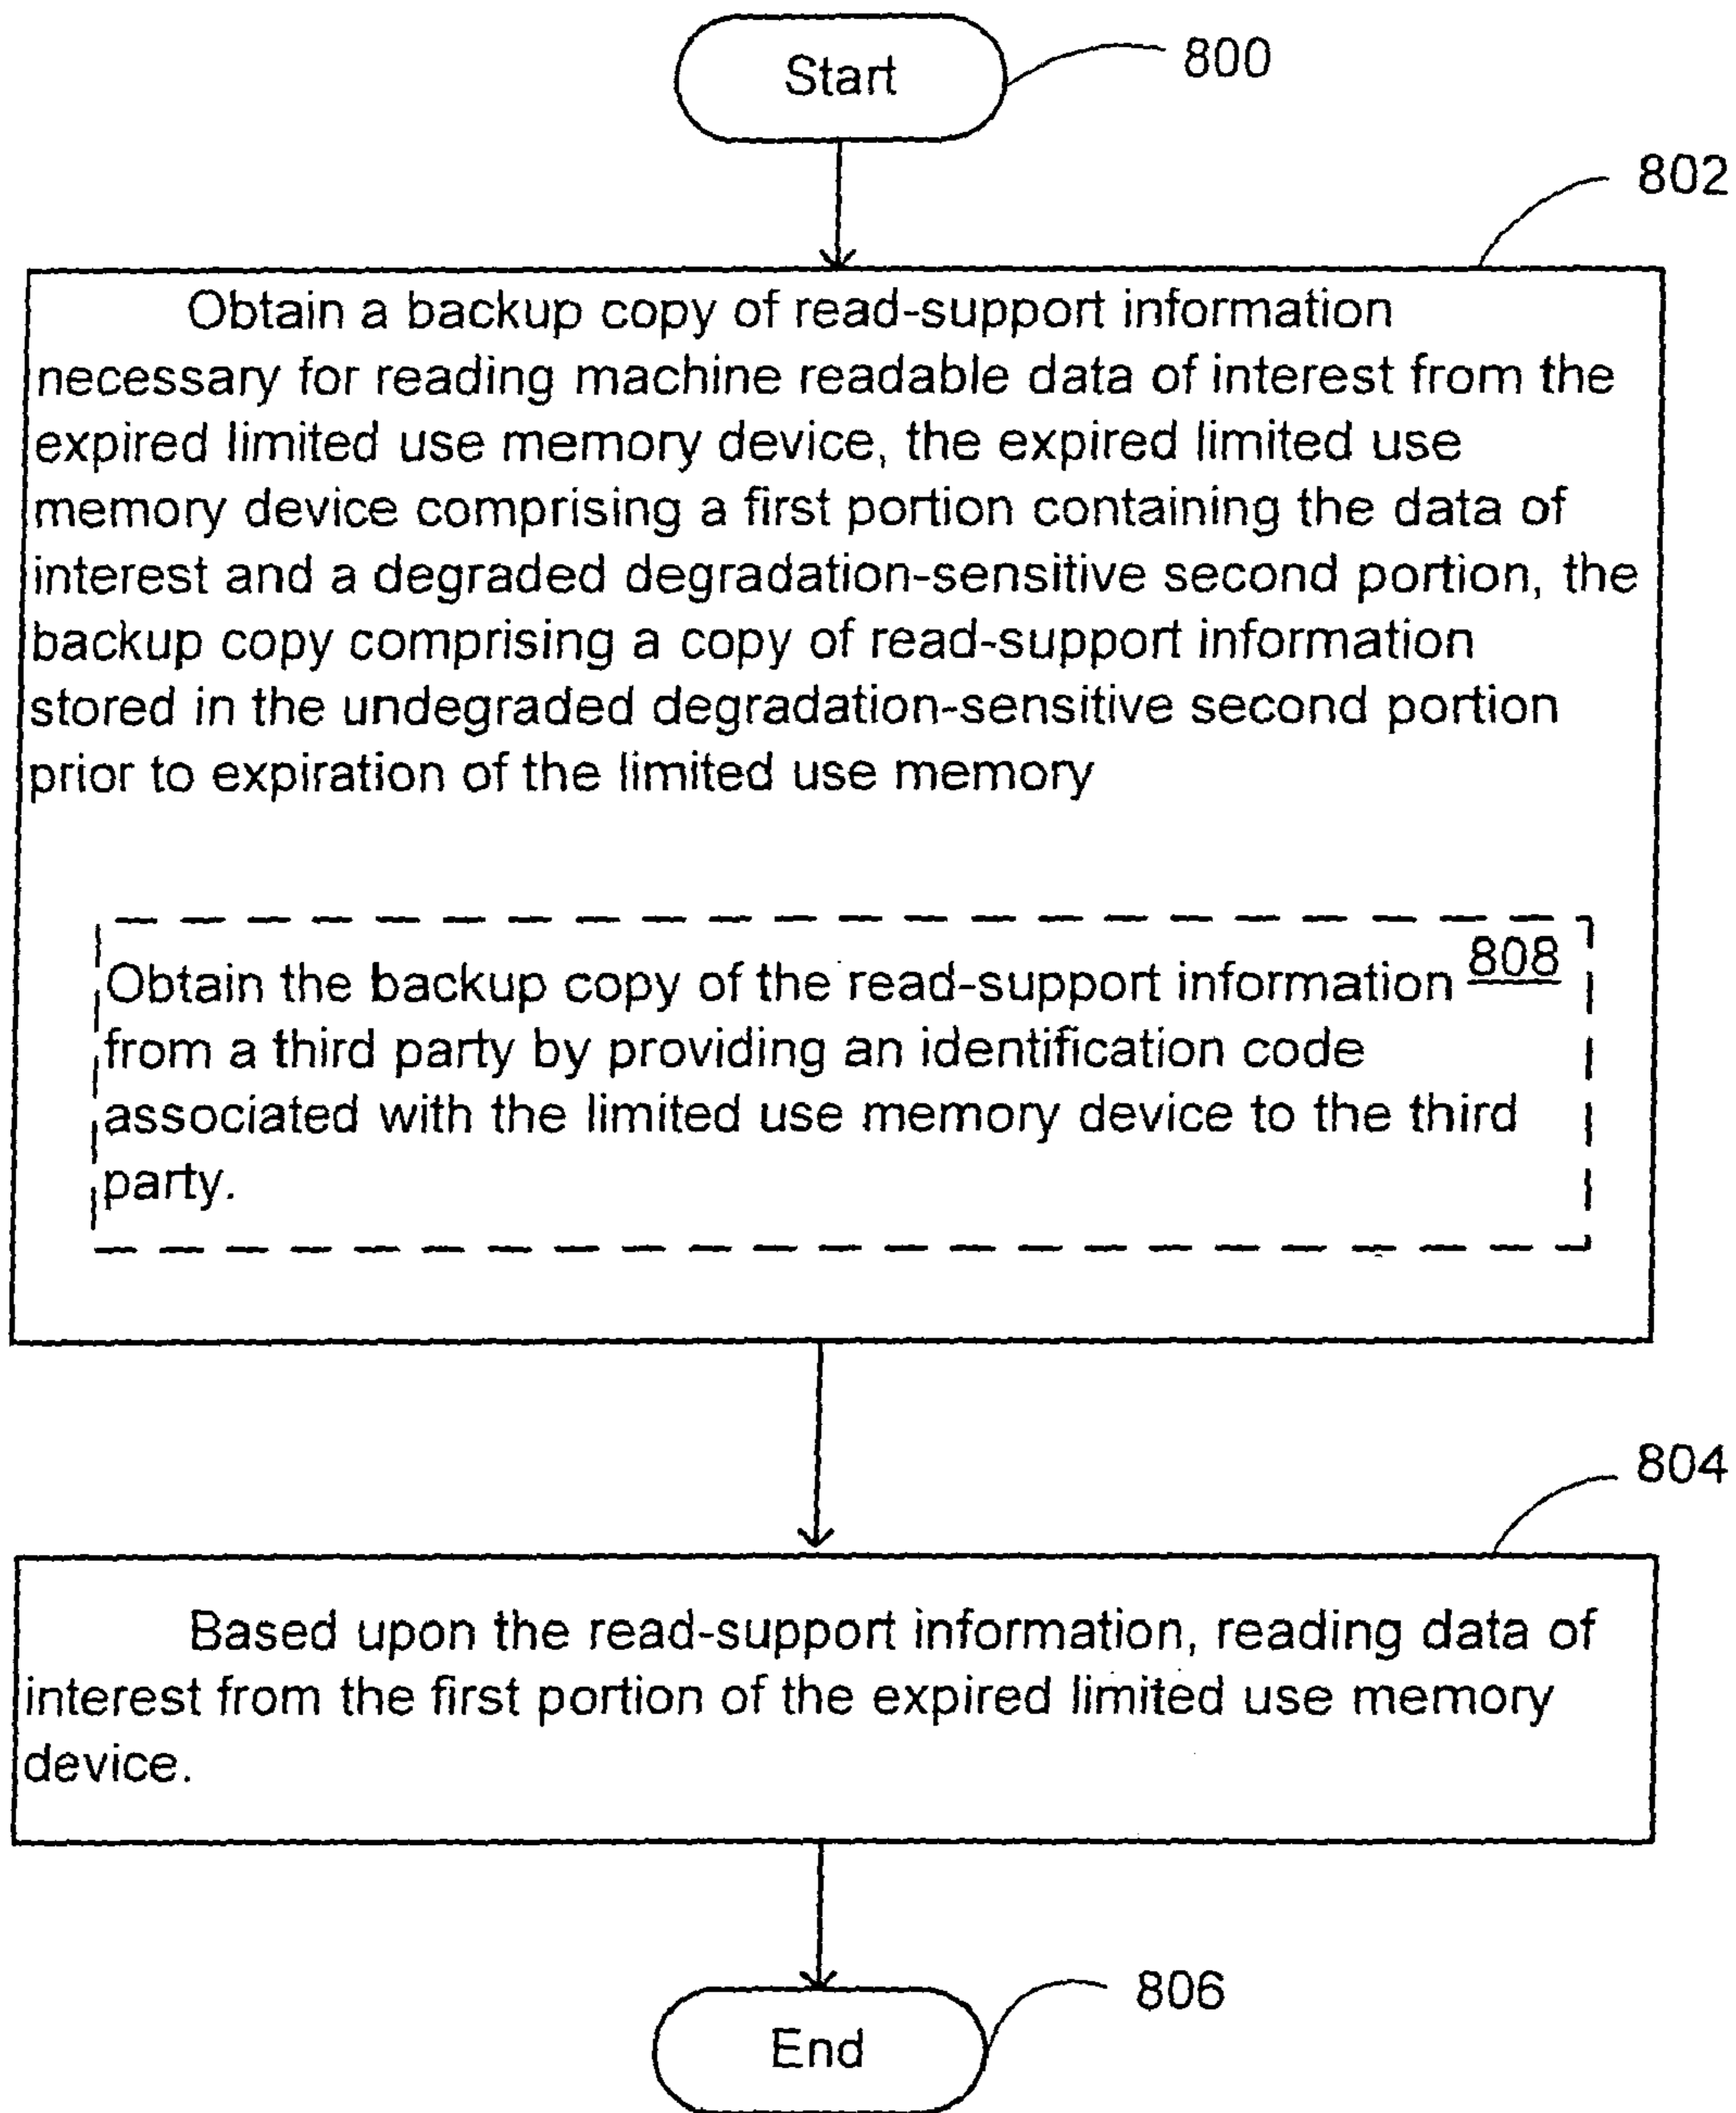 Start
800
802
Obtain a backup copy of read-support information
necessary for reading machine readable data of interest from the
expired limited use memory device, the expired limited use
memory device comprising a first portion containing the data of
interest and a degraded degradation-sensitive second portion, the
backup copy comprising a copy of read-support information
stored in the undegraded degradation-sensitive second portion
prior to expiration of the limited use memory
Obtain the backup copy of the read-support information 808
from a third party by providing an identification code
associated with the limited use memory device to the third
party.
804
Based upon the read-support information, reading data of
interest from the first portion of the expired limited use memory
device.
806
End